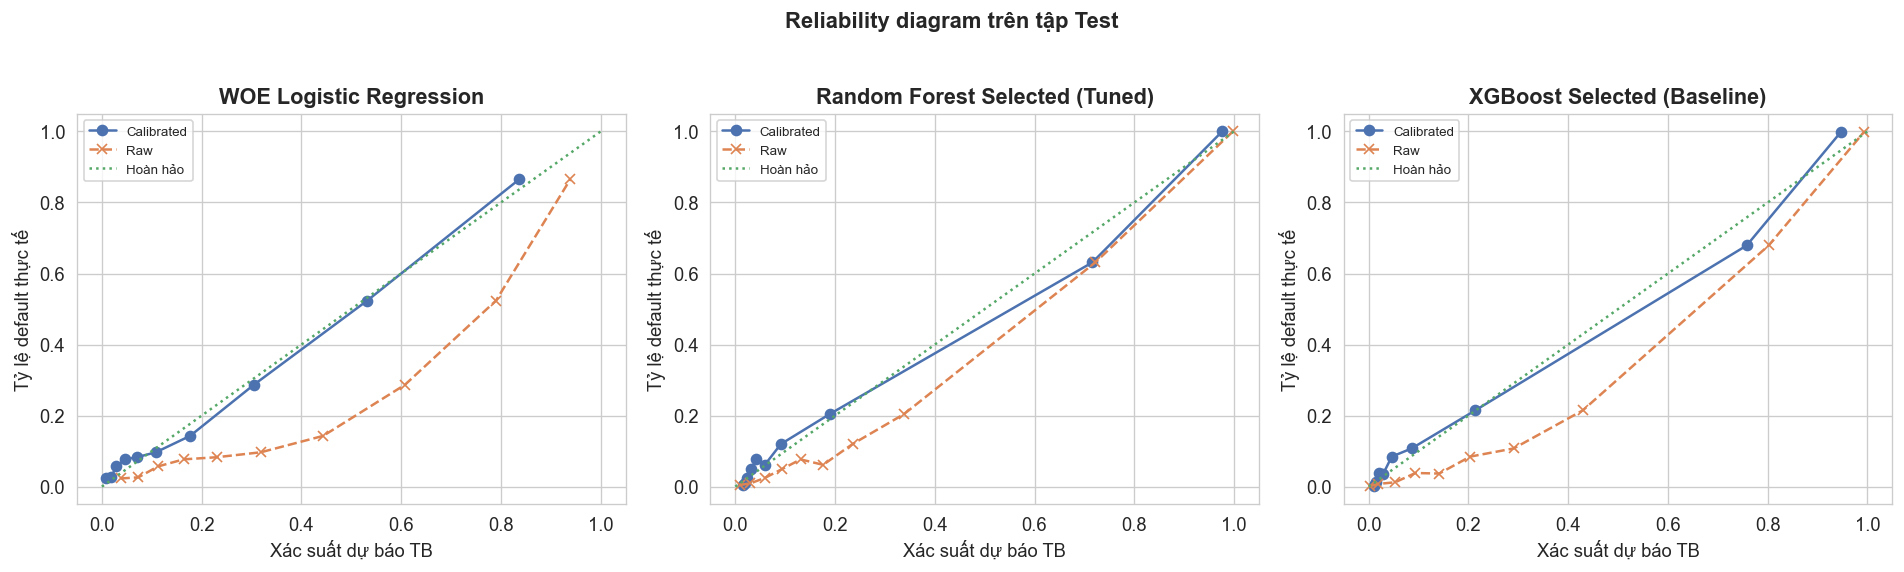 Reliability diagram trên tập Test
WOE Logistic Regression
Calibrated
Raw
Hoàn hảo
1.0
0.8
0.6
0.4
0.2
0.0
Tỷ lệ default thực tế
0.0 0.2 0.4 0.6 0.8 1.0
Xác suất dự báo TB
Random Forest Selected (Tuned)
Calibrated
Raw
Hoàn hảo
1.0
0.8
0.6
0.4
0.2
0.0
Tỷ lệ default thực tế
0.0 0.2 0.4 0.6 0.8 1.0
Xác suất dự báo TB
XGBoost Selected (Baseline)
Calibrated
Raw
Hoàn hảo
1.0
0.8
0.6
0.4
0.2
0.0
Tỷ lệ default thực tế
0.0 0.2 0.4 0.6 0.8 1.0
Xác suất dự báo TB